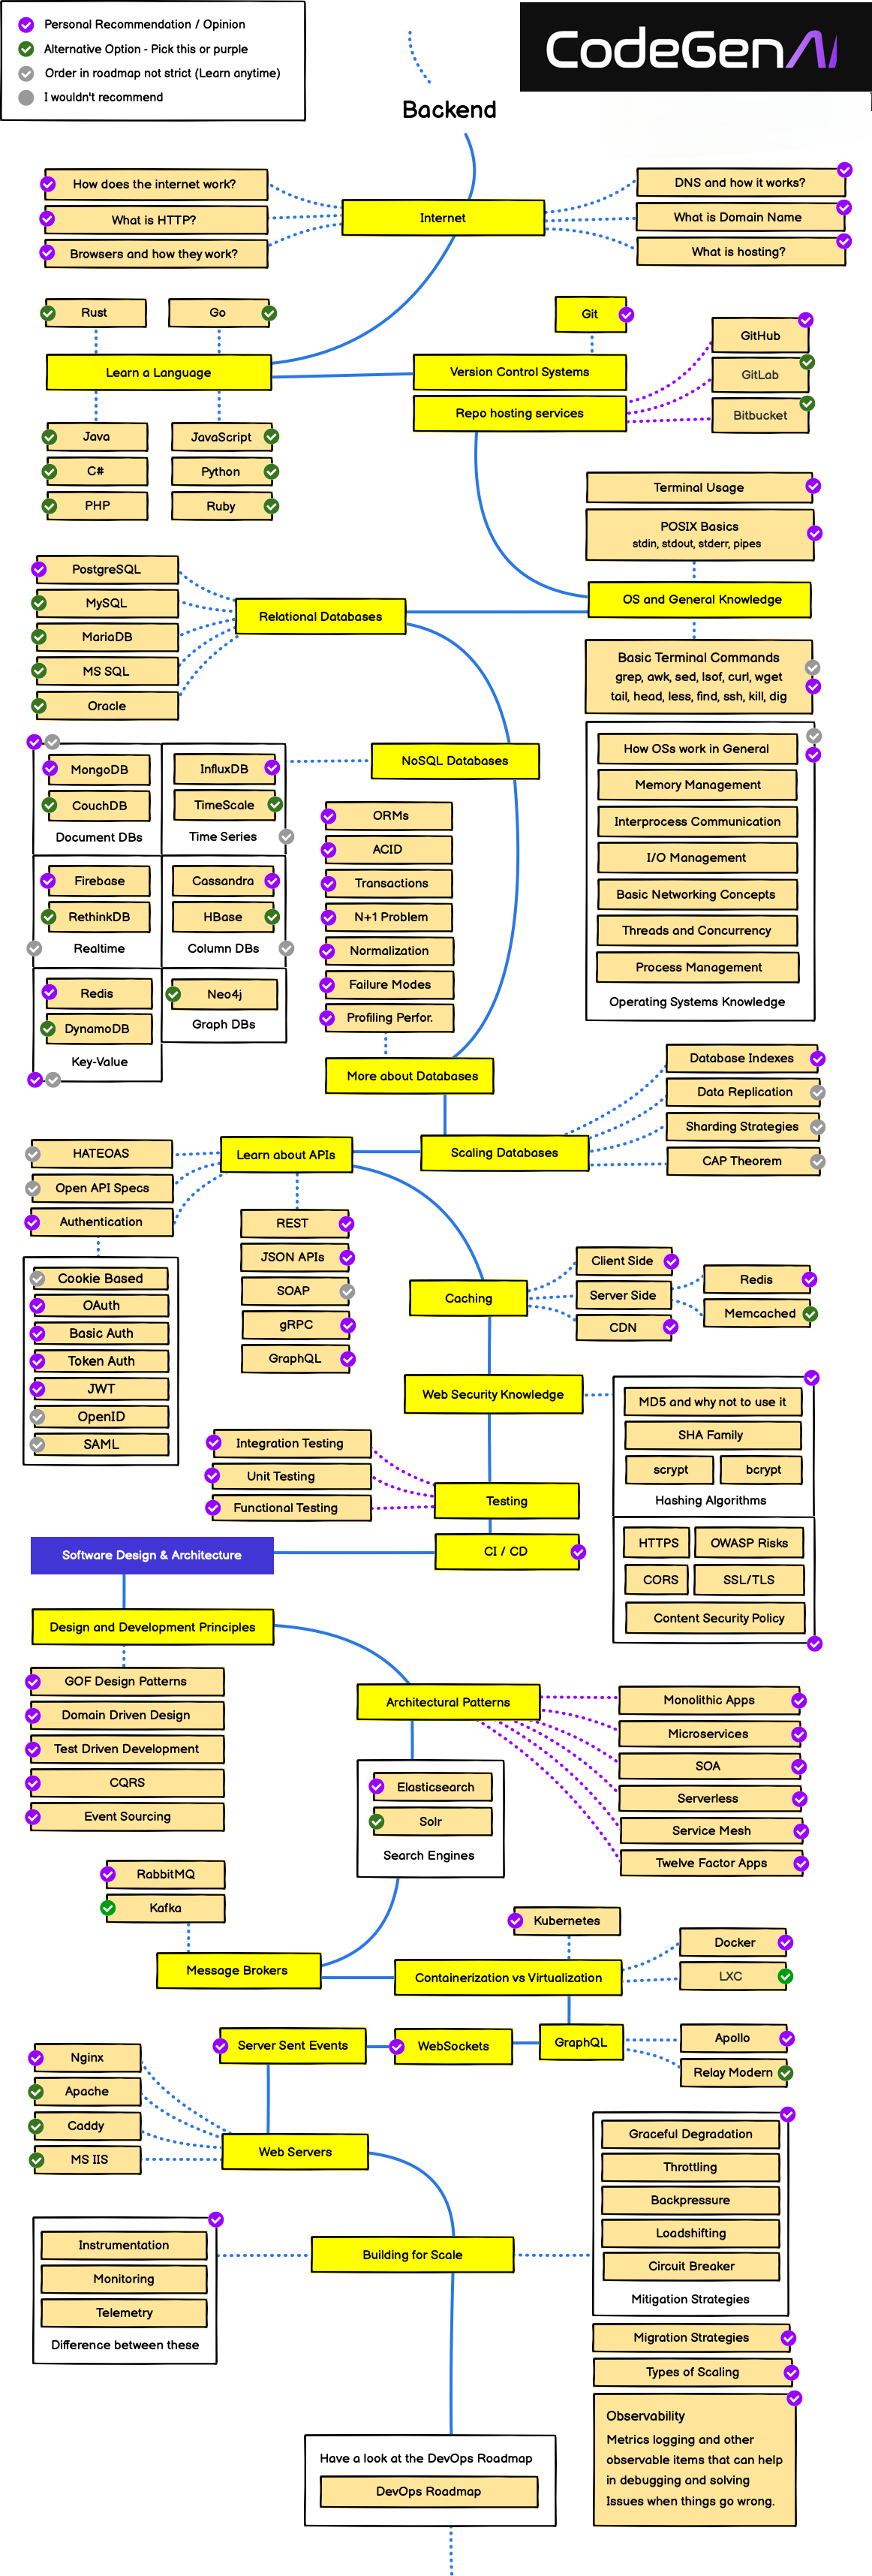 Personal Recommendation / Opinion
Alternative Option - Pick this or purple
Order in roadmap not strict (Learn anytime)
I wouldn't recommend
CodeGenAI
Backend
How does the internet work?
What is HTTP?
Browsers and how they work?
Internet
DNS and how it works?
What is Domain Name
What is hosting?
Rust
Go
Learn a Language
Java
JavaScript
C#
Python
PHP
Ruby
Git
Version Control Systems
Repo hosting services
GitHub
GitLab
Bitbucket
Terminal Usage
POSIX Basics
stdin, stdout, stderr, pipes
OS and General Knowledge
Basic Terminal Commands
grep, awk, sed, lsof, curl, wget
tail, head, less, find, ssh, kill, dig
How OSs work in General
Memory Management
Interprocess Communication
I/O Management
Basic Networking Concepts
Threads and Concurrency
Process Management
Operating Systems Knowledge
PostgreSQL
MySQL
MariaDB
MS SQL
Oracle
Relational Databases
NoSQL Databases
MongoDB
CouchDB
Document DBs
InfluxDB
TimeScale
Time Series
Firebase
RethinkDB
Realtime
Cassandra
HBase
Column DBs
Redis
DynamoDB
Key-Value
Neo4j
Graph DBs
ORMs
ACID
Transactions
N+1 Problem
Normalization
Failure Modes
Profiling Perfor.
More about Databases
Database Indexes
Data Replication
Sharding Strategies
CAP Theorem
Scaling Databases
Learn about APIs
HATEOAS
Open API Specs
Authentication
Cookie Based
OAuth
Basic Auth
Token Auth
JWT
OpenID
SAML
REST
JSON APIs
SOAP
gRPC
GraphQL
Caching
Client Side
Server Side
CDN
Redis
Memcached
Web Security Knowledge
MD5 and why not to use it
SHA Family
scrypt
bcrypt
Hashing Algorithms
HTTPS
OWASP Risks
CORS
SSL/TLS
Content Security Policy
Integration Testing
Unit Testing
Functional Testing
Testing
CI / CD
Software Design & Architecture
Design and Development Principles
GOF Design Patterns
Domain Driven Design
Test Driven Development
CQRS
Event Sourcing
Architectural Patterns
Monolithic Apps
Microservices
SOA
Serverless
Service Mesh
Twelve Factor Apps
Elasticsearch
Solr
Search Engines
RabbitMQ
Kafka
Message Brokers
Kubernetes
Containerization vs Virtualization
Docker
LXC
Server Sent Events
WebSockets
GraphQL
Apollo
Relay Modern
Nginx
Apache
Caddy
MS IIS
Web Servers
Graceful Degradation
Throttling
Backpressure
Loadshifting
Circuit Breaker
Mitigation Strategies
Instrumentation
Monitoring
Telemetry
Difference between these
Building for Scale
Migration Strategies
Types of Scaling
Observability
Metrics logging and other
observable items that can help
in debugging and solving
Issues when things go wrong.
Have a look at the DevOps Roadmap
DevOps Roadmap